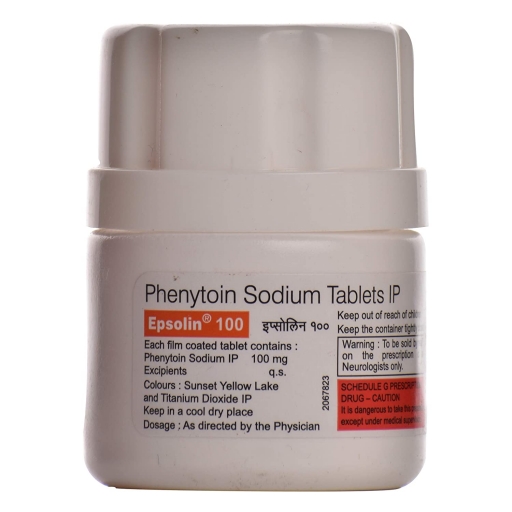 Phenytoin Sodium Tablets IP
Epsolin® 100 इप्सोलिन १००
Each film coated tablet contains :
Phenytoin Sodium IP 100 mg
Excipients q.s.
Colours : Sunset Yellow Lake
and Titanium Dioxide IP
Keep in a cool dry place
Dosage : As directed by the Physician
2067823
Keep out of reach of
Keep the container tightly
Warning : To be sold
on the prescription
Neurologists only.
SCHEDULE G
DRUG – CAUTION
It is dangerous to take this
except under medical